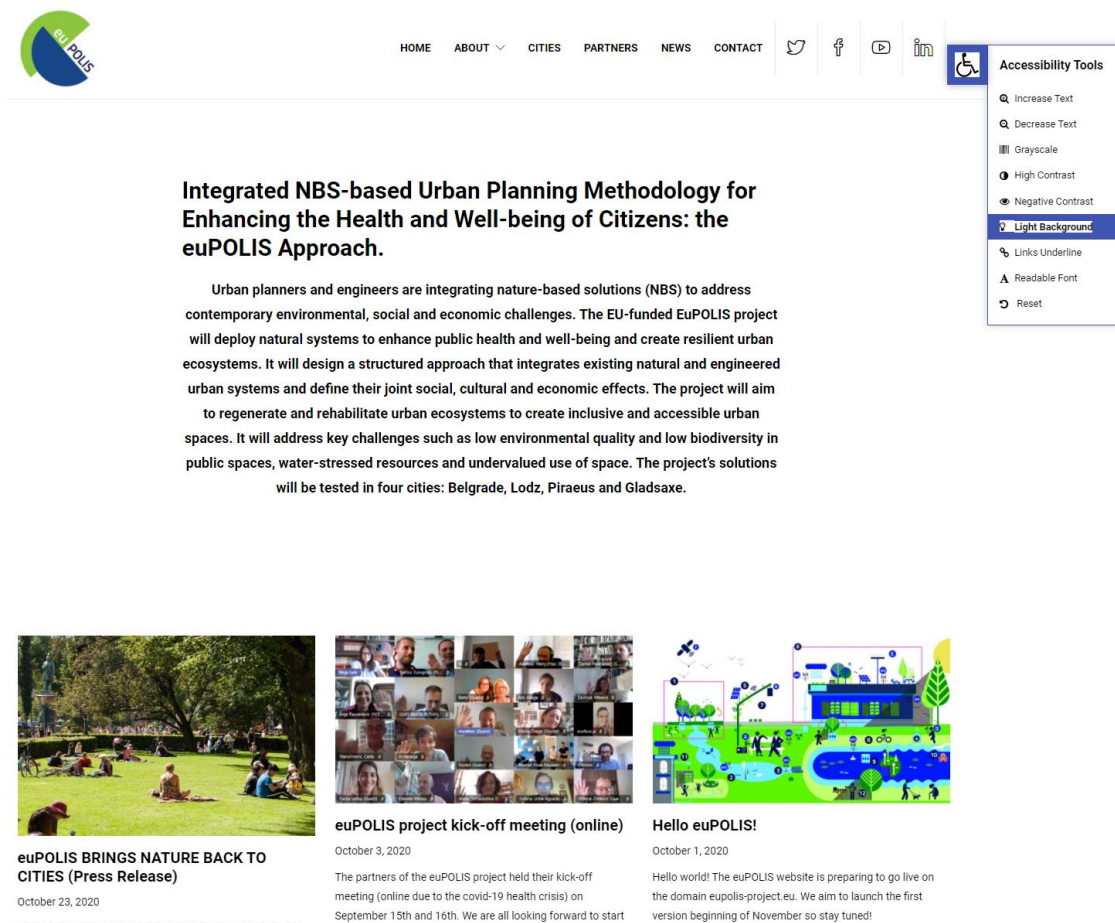 eu POLIS
HOME ABOUT CITIES PARTNERS NEWS CONTACT
Accessibility Tools
Increase Text
Decrease Text
Grayscale
High Contrast
Negative Contrast
Light Background
Links Underline
Readable Font
Reset
Integrated NBS-based Urban Planning Methodology for
Enhancing the Health and Well-being of Citizens: the
euPOLIS Approach.
Urban planners and engineers are integrating nature-based solutions (NBS) to address
contemporary environmental, social and economic challenges. The EU-funded EuPOLIS project
will deploy natural systems to enhance public health and well-being and create resilient urban
ecosystems. It will design a structured approach that integrates existing natural and engineered
urban systems and define their joint social, cultural and economic effects. The project will aim
to regenerate and rehabilitate urban ecosystems to create inclusive and accessible urban
spaces. It will address key challenges such as low environmental quality and low biodiversity in
public spaces, water-stressed resources and undervalued use of space. The project's solutions
will be tested in four cities: Belgrade, Lodz, Piraeus and Gladsaxe.
euPOLIS BRINGS NATURE BACK TO
CITIES (Press Release)
October 23, 2020
euPOLIS project kick-off meeting (online)
October 3, 2020
The partners of the euPOLIS project held their kick-off
meeting (online due to the covid-19 health crisis) on
September 15th and 16th. We are all looking forward to start
Hello euPOLIS!
October 1, 2020
Hello world! The euPOLIS website is preparing to go live on
the domain eupolis-project.eu. We aim to launch the first
version beginning of November so stay tuned!